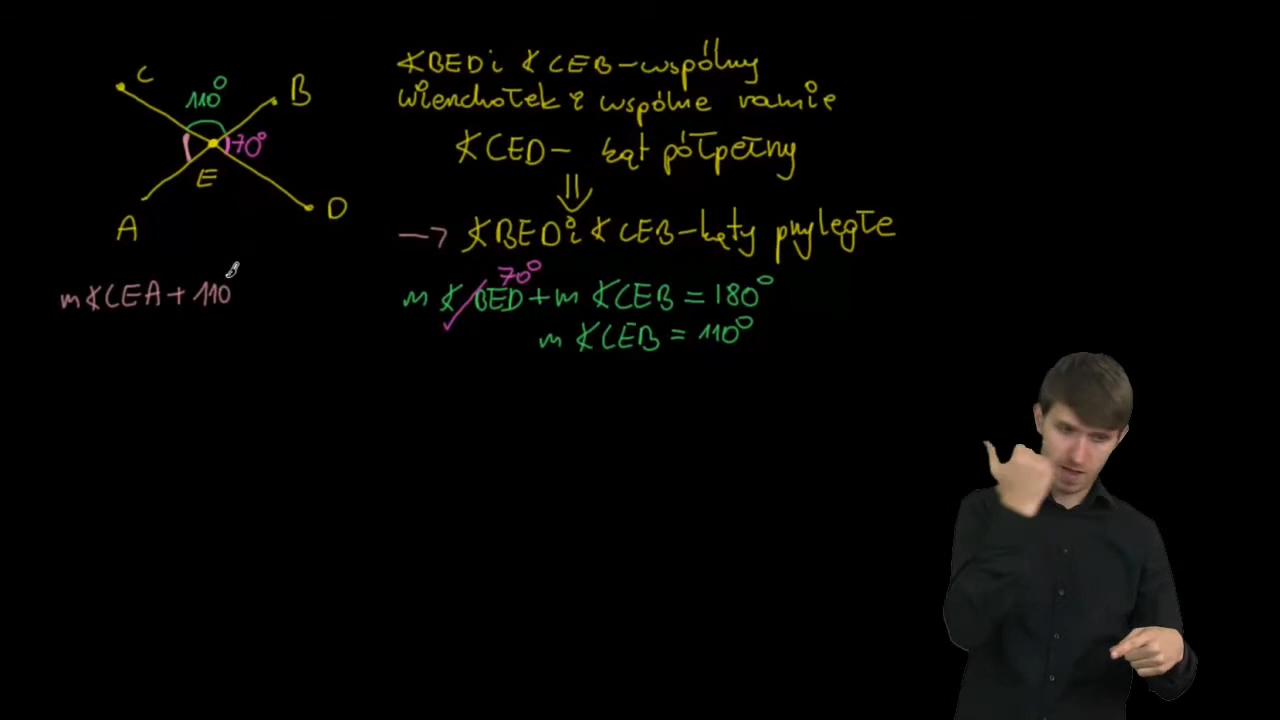 C
110°
B
70°
E
A
D
∢BED i ∢CEB – wspólny
wierzchołek i wspólne ramię
∢CED – kąt półpełny
⇓
→ ∢BED i ∢CEB – kąty przyległe
70°
m∢BED + m∢CEB = 180°
m∢CEB = 110°
m∢CEA + 110°